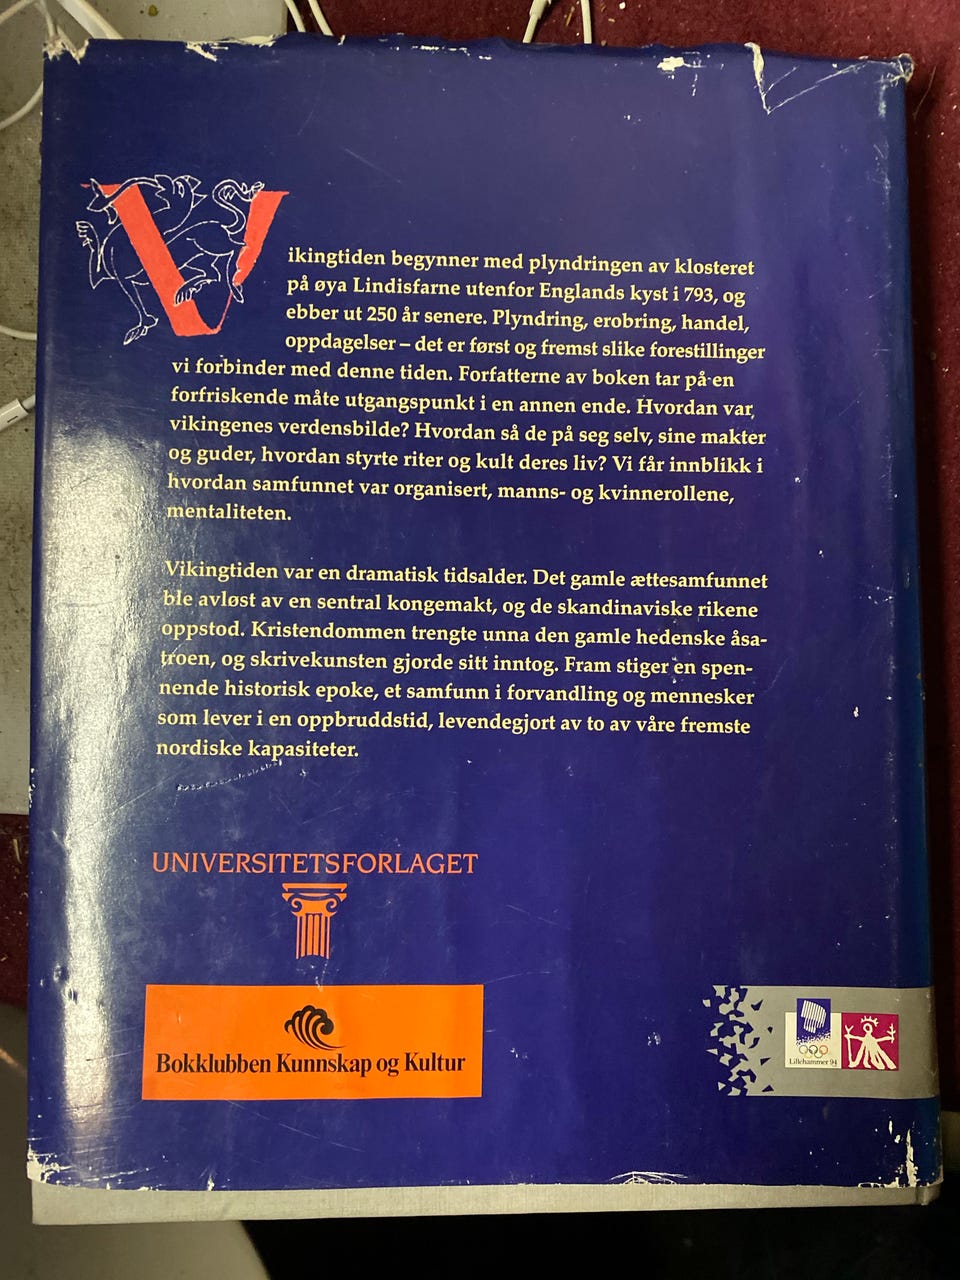 Vikingtiden begynner med plyndringen av klosteret
på øya Lindisfarne utenfor Englands kyst i 793, og
ebber ut 250 år senere. Plyndring, erobring, handel,
oppdagelser – det er først og fremst slike forestillinger
vi forbinder med denne tiden. Forfatterne av boken tar på en
forfriskende måte utgangspunkt i en annen ende. Hvordan var
vikingenes verdensbilde? Hvordan så de på seg selv, sine makter
og guder, hvordan styrte riter og kult deres liv? Vi får innblikk i
hvordan samfunnet var organisert, manns- og kvinnerollene,
mentaliteten.
Vikingtiden var en dramatisk tidsalder. Det gamle ættesamfunnet
ble avløst av en sentral kongemakt, og de skandinaviske rikene
oppstod. Kristendommen trengte unna den gamle hedenske åsa-
troen, og skrivekunsten gjorde sitt inntog. Fram stiger en spen-
nende historisk epoke, et samfunn i forvandling og mennesker
som lever i en oppbruddstid, levendegjort av to av våre fremste
nordiske kapasiteter.
UNIVERSITETSFORLAGET
Bokklubben Kunnskap og Kultur
Lillehammer '94